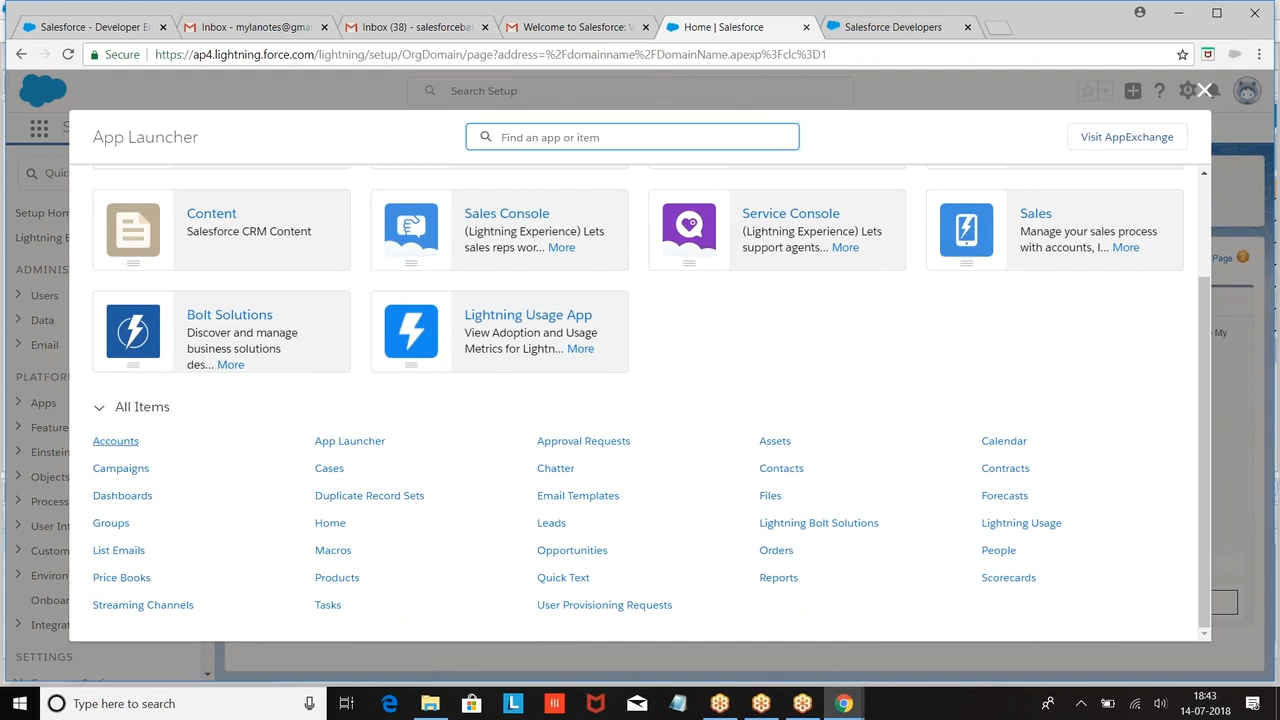 Salesforce - Developer E
Inbox - mylanotes@gmai
Inbox (38) - salesforcebat
Welcome to Salesforce: V
Home | Salesforce
Salesforce Developers
Secure
https://ap4.lightning.force.com/lightning/setup/OrgDomain/page?address=%2Fdomainname%2FDomainName.apexp%3Fclc%3D1
Search Setup
App Launcher
Find an app or item
Visit AppExchange
S
Quic
Setup Hom
Lightning E
ADMINIS
Users
Data
Email
PLATFOR
Apps
Feature
Einstein
Objects
Process
User Int
Custom
Environ
Onboar
Integrat
SETTINGS
Page
My
Content
Salesforce CRM Content
Sales Console
(Lightning Experience) Lets
sales reps wor... More
Service Console
(Lightning Experience) Lets
support agents... More
Sales
Manage your sales process
with accounts, l... More
Bolt Solutions
Discover and manage
business solutions
des... More
Lightning Usage App
View Adoption and Usage
Metrics for Lightn... More
All Items
Accounts App Launcher Approval Requests Assets Calendar
Campaigns Cases Chatter Contacts Contracts
Dashboards Duplicate Record Sets Email Templates Files Forecasts
Groups Home Leads Lightning Bolt Solutions Lightning Usage
List Emails Macros Opportunities Orders People
Price Books Products Quick Text Reports Scorecards
Streaming Channels Tasks User Provisioning Requests
Type here to search
18:43
14-07-2018